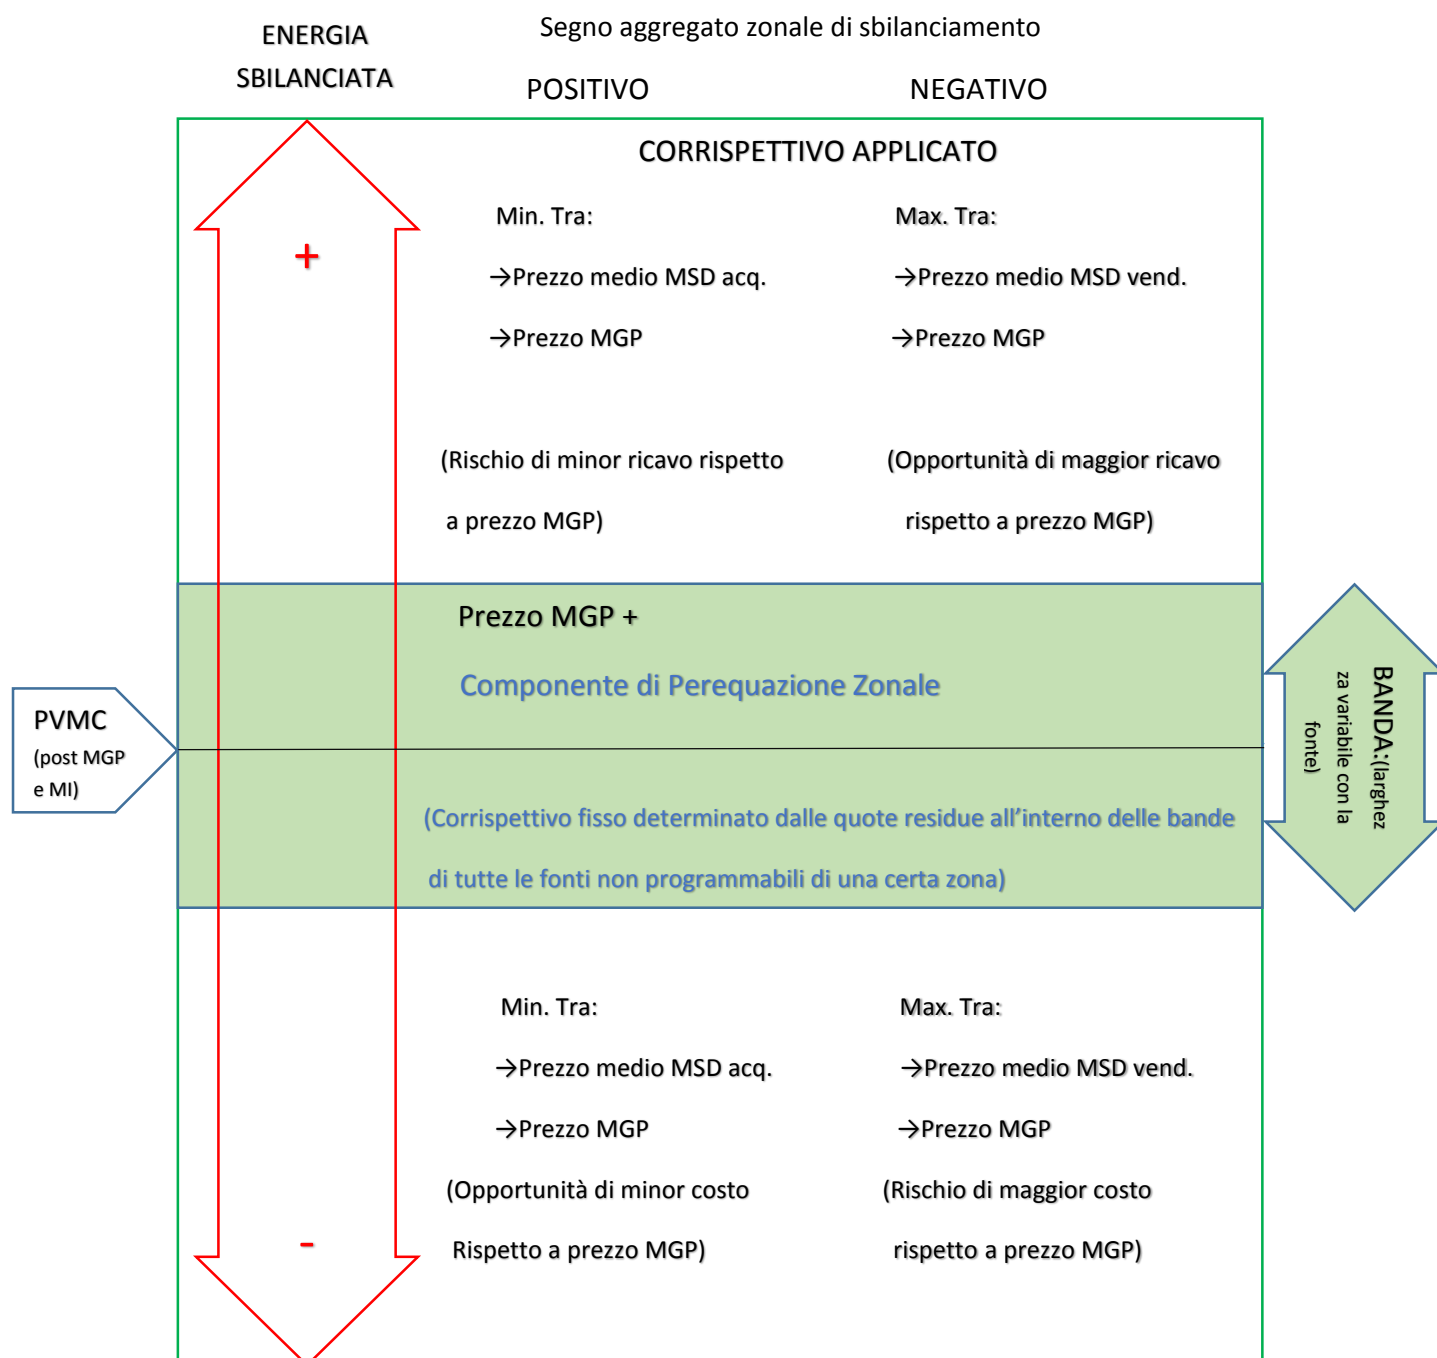 ENERGIA
SBILANCIATA
Segno aggregato zonale di sbilanciamento
POSITIVO
NEGATIVO
CORRISPETTIVO APPLICATO
+
Min. Tra:
→Prezzo medio MSD acq.
→Prezzo MGP
(Rischio di minor ricavo rispetto
a prezzo MGP)
Max. Tra:
→Prezzo medio MSD vend.
→Prezzo MGP
(Opportunità di maggior ricavo
rispetto a prezzo MGP)
Prezzo MGP +
Componente di Perequazione Zonale
(Corrispettivo fisso determinato dalle quote residue all’interno delle bande
di tutte le fonti non programmabili di una certa zona)
PVMC
(post MGP
e MI)
BANDA:(larghez
za variabile con la
fonte)
Min. Tra:
→Prezzo medio MSD acq.
→Prezzo MGP
(Opportunità di minor costo
Rispetto a prezzo MGP)
Max. Tra:
→Prezzo medio MSD vend.
→Prezzo MGP
(Rischio di maggior costo
rispetto a prezzo MGP)
-